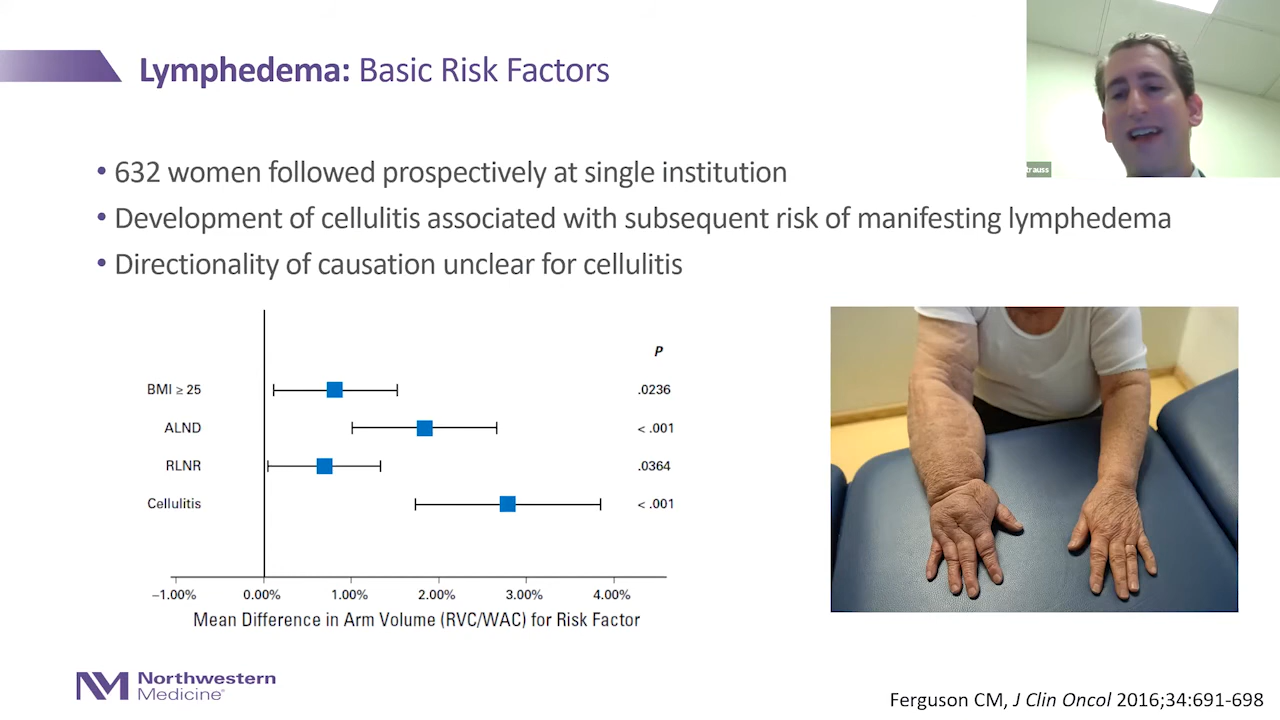 Lymphedema: Basic Risk Factors
trauss
• 632 women followed prospectively at single institution
• Development of cellulitis associated with subsequent risk of manifesting lymphedema
• Directionality of causation unclear for cellulitis
P
BMI ≥ 25 .0236
ALND < .001
RLNR .0364
Cellulitis < .001
–1.00% 0.00% 1.00% 2.00% 3.00% 4.00%
Mean Difference in Arm Volume (RVC/WAC) for Risk Factor
NM Northwestern
Medicine®
Ferguson CM, J Clin Oncol 2016;34:691-698